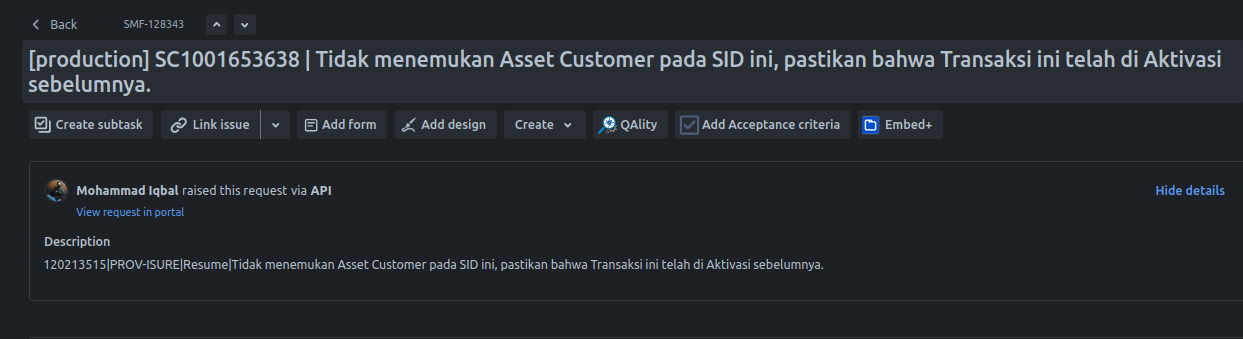 Back SMF-128343
[production] SC1001653638 | Tidak menemukan Asset Customer pada SID ini, pastikan bahwa Transaksi ini telah di Aktivasi
sebelumnya.
Create subtask Link issue Add form Add design Create QAlity Add Acceptance criteria Embed+
Mohammad Iqbal raised this request via API Hide details
View request in portal
Description
120213515|PROV-ISURE|Resume|Tidak menemukan Asset Customer pada SID ini, pastikan bahwa Transaksi ini telah di Aktivasi sebelumnya.